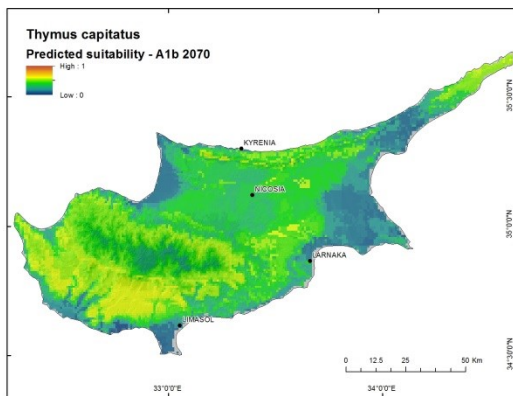 Thymus capitatus
Predicted suitability - A1b 2070
High : 1
Low : 0
KYRENIA
NICOSIA
LARNAKA
LIMASOL
35°30'0"E
35°0'0"E
34°30'0"E
0 12.5 25 50 Km
33°0'0"E 34°0'0"E